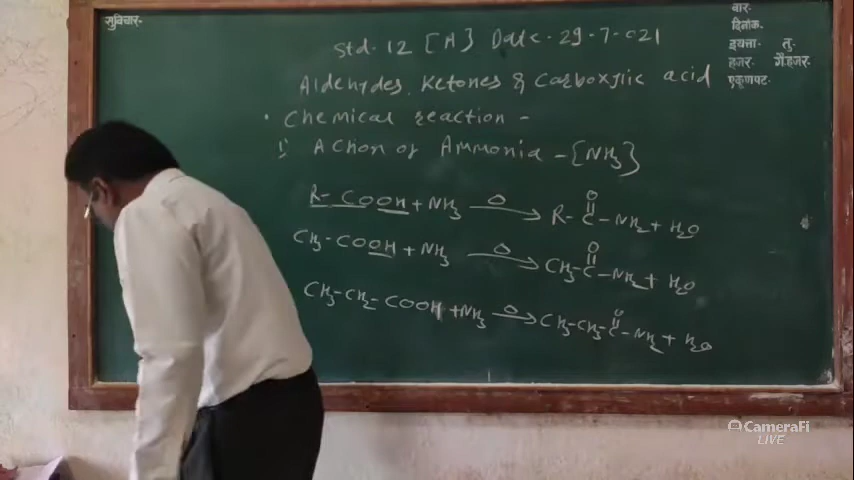 सुविचार-
वार-
दिनांक-
इयत्ता- तु-
हजर- गैरहजर-
एकूणपट-
Std. 12 [A] Date. 29-7-021
Aldehydes, Ketones & Carboxylic acid
• Chemical reaction -
1) Action of Ammonia - [NH3]
R-COOH + NH3 Δ→ R-C(=O)-NH2 + H2O
CH3-COOH + NH3 Δ→ CH3-C(=O)-NH2 + H2O
CH3-CH2-COOH + NH3 Δ→ CH3-CH2-C(=O)-NH2 + H2O
CameraFi
LIVE